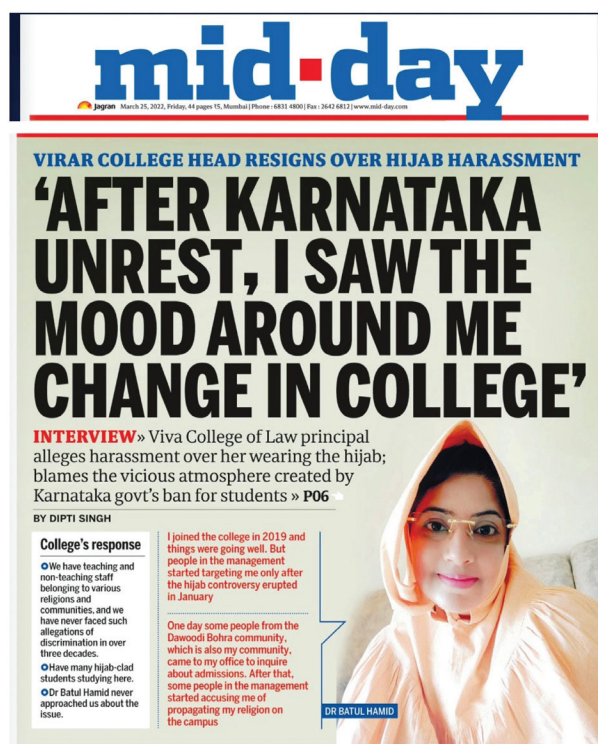 mid-day
Jagran March 25, 2022, Friday, 44 pages ₹5, Mumbai | Phone : 6831 4800 | Fax : 2642 6812 | www.mid-day.com
VIRAR COLLEGE HEAD RESIGNS OVER HIJAB HARASSMENT
‘AFTER KARNATAKA
UNREST, I SAW THE
MOOD AROUND ME
CHANGE IN COLLEGE’
INTERVIEW» Viva College of Law principal
alleges harassment over her wearing the hijab;
blames the vicious atmosphere created by
Karnataka govt’s ban for students » P06
BY DIPTI SINGH
College’s response
We have teaching and
non-teaching staff
belonging to various
religions and
communities, and we
have never faced such
allegations of
discrimination in over
three decades.
Have many hijab-clad
students studying here.
Dr Batul Hamid never
approached us about the
issue.
I joined the college in 2019 and
things were going well. But
people in the management
started targeting me only after
the hijab controversy erupted
in January
One day some people from the
Dawoodi Bohra community,
which is also my community,
came to my office to inquire
about admissions. After that,
some people in the management
started accusing me of
propagating my religion on
the campus
DR BATUL HAMID